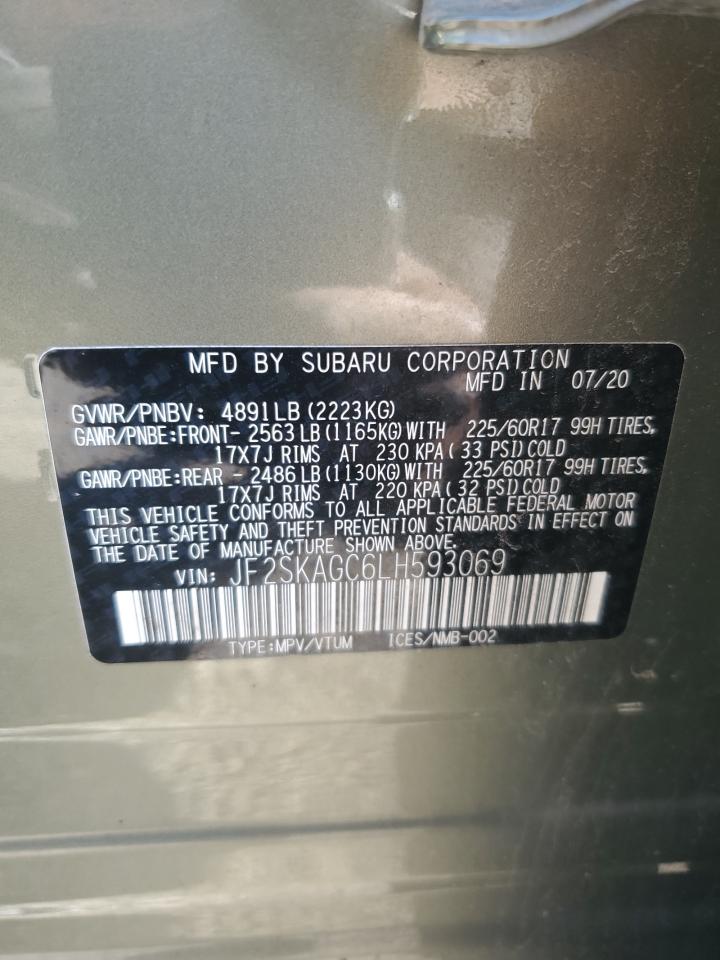 MFD BY SUBARU CORPORATION
MFD IN 07/20
GVWR/PNBV: 4891LB (2223KG)
GAWR/PNBE:FRONT- 2563LB (1165KG)WITH 225/60R17 99H TIRES,
17X7J RIMS AT 230 KPA( 33 PSI)COLD
GAWR/PNBE:REAR - 2486LB (1130KG)WITH 225/60R17 99H TIRES,
17X7J RIMS AT 220 KPA( 32 PSI)COLD
THIS VEHICLE CONFORMS TO ALL APPLICABLE FEDERAL MOTOR
VEHICLE SAFETY AND THEFT PREVENTION STANDARDS IN EFFECT ON
THE DATE OF MANUFACTURE SHOWN ABOVE.
VIN: JF2SKAGC6LH593069
TYPE:MPV/VTUM ICES/NMB-002